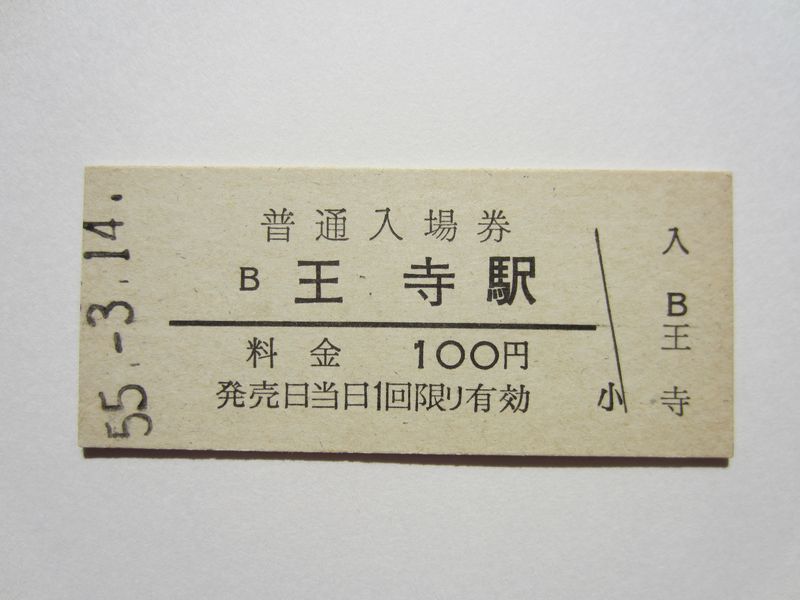 55.-3.14.
普通入場券
B 王寺駅
料金 100円
発売日当日1回限り有効
小
入
B
王寺